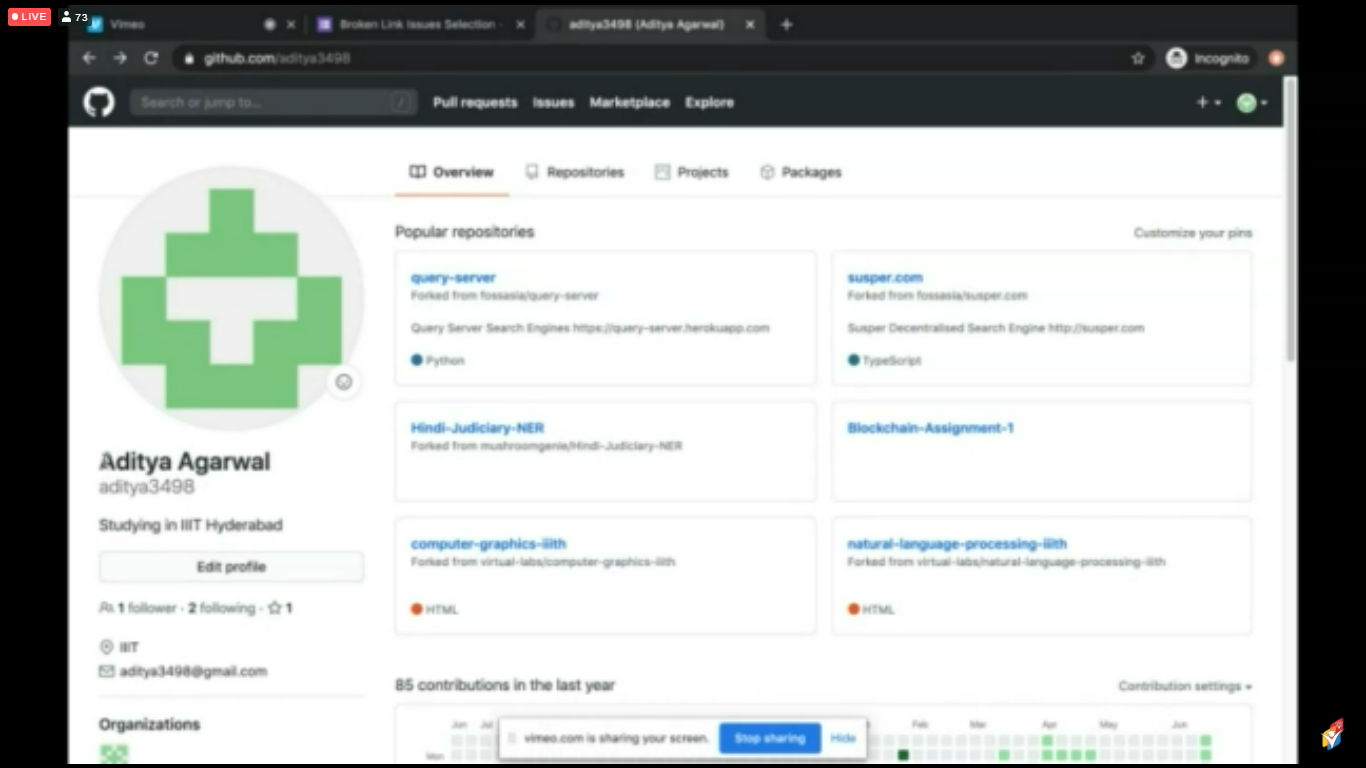 LIVE 73
Vimeo
Broken Link Issues Selection -
aditya3498 (Aditya Agarwal)
github.com/aditya3498
Incognito
Search or jump to... /
Pull requests Issues Marketplace Explore
Overview Repositories Projects Packages
Popular repositories
Customize your pins
query-server
Forked from fossasia/query-server
Query Server Search Engines https://query-server.herokuapp.com
Python
susper.com
Forked from fossasia/susper.com
Susper Decentralised Search Engine http://susper.com
TypeScript
Hindi-Judiciary-NER
Forked from mushroomgenie/Hindi-Judiciary-NER
Blockchain-Assignment-1
computer-graphics-iiith
Forked from virtual-labs/computer-graphics-iiith
HTML
natural-language-processing-iiith
Forked from virtual-labs/natural-language-processing-iiith
HTML
Aditya Agarwal
aditya3498
Studying in IIIT Hyderabad
Edit profile
1 follower · 2 following · 1
IIIT
aditya3498@gmail.com
Organizations
85 contributions in the last year
Contribution settings
Jun Jul Feb Mar Apr May Jun
Mon
vimeo.com is sharing your screen. Stop sharing Hide